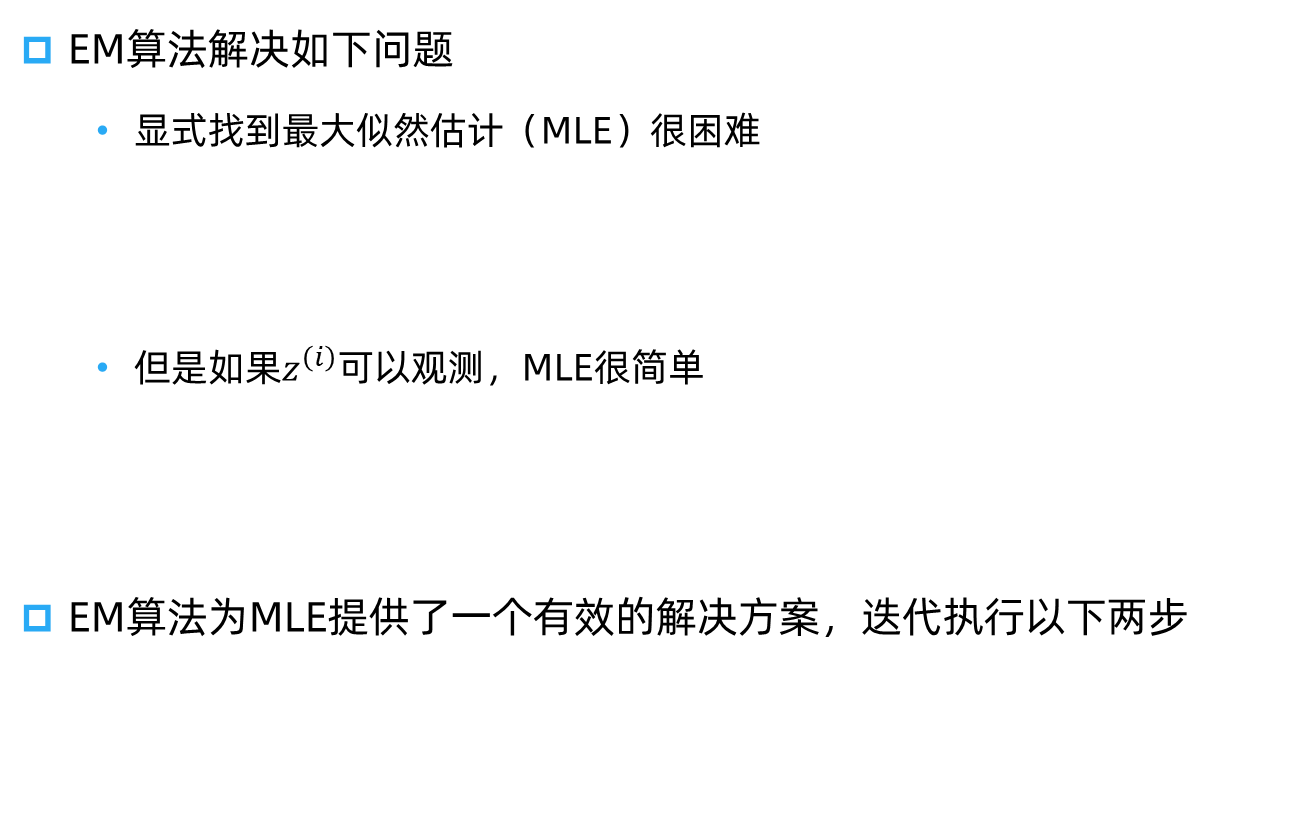 EM算法解决如下问题
• 显式找到最大似然估计（MLE）很困难
• 但是如果z⁽ⁱ⁾可以观测，MLE很简单
EM算法为MLE提供了一个有效的解决方案，迭代执行以下两步